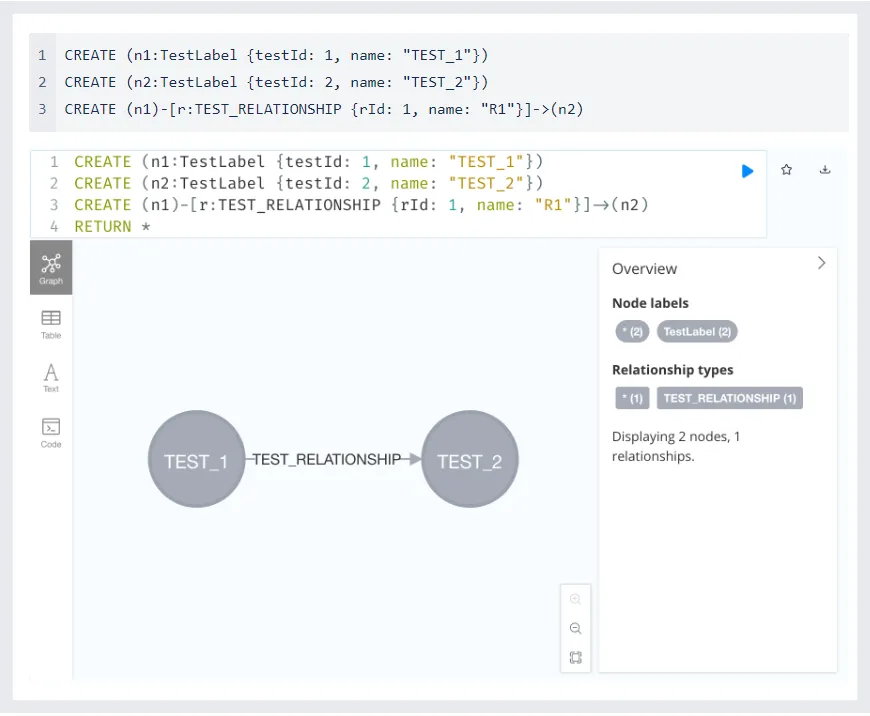 1 CREATE (n1:TestLabel {testId: 1, name: "TEST_1"})
2 CREATE (n2:TestLabel {testId: 2, name: "TEST_2"})
3 CREATE (n1)-[r:TEST_RELATIONSHIP {rId: 1, name: "R1"}]->(n2)
1 CREATE (n1:TestLabel {testId: 1, name: "TEST_1"})
2 CREATE (n2:TestLabel {testId: 2, name: "TEST_2"})
3 CREATE (n1)-[r:TEST_RELATIONSHIP {rId: 1, name: "R1"}]→(n2)
4 RETURN *
Graph
Table
Text
Code
TEST_1
TEST_RELATIONSHIP
TEST_2
Overview
Node labels
* (2) TestLabel (2)
Relationship types
* (1) TEST_RELATIONSHIP (1)
Displaying 2 nodes, 1
relationships.